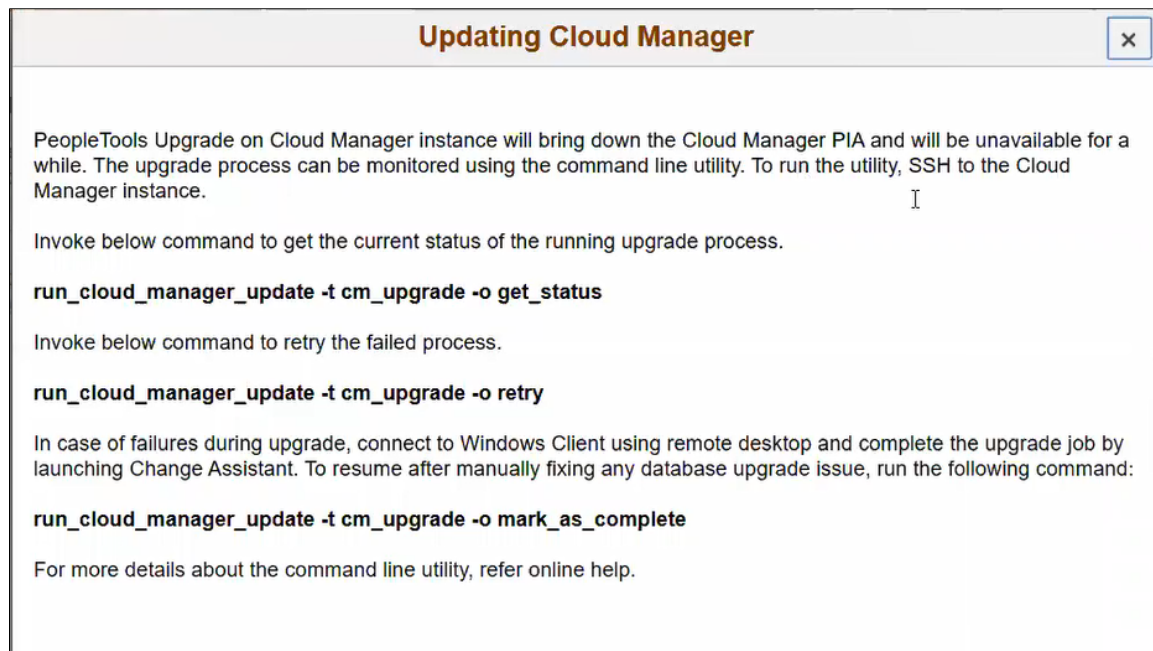 Updating Cloud Manager
PeopleTools Upgrade on Cloud Manager instance will bring down the Cloud Manager PIA and will be unavailable for a
while. The upgrade process can be monitored using the command line utility. To run the utility, SSH to the Cloud
Manager instance.
Invoke below command to get the current status of the running upgrade process.
run_cloud_manager_update -t cm_upgrade -o get_status
Invoke below command to retry the failed process.
run_cloud_manager_update -t cm_upgrade -o retry
In case of failures during upgrade, connect to Windows Client using remote desktop and complete the upgrade job by
launching Change Assistant. To resume after manually fixing any database upgrade issue, run the following command:
run_cloud_manager_update -t cm_upgrade -o mark_as_complete
For more details about the command line utility, refer online help.